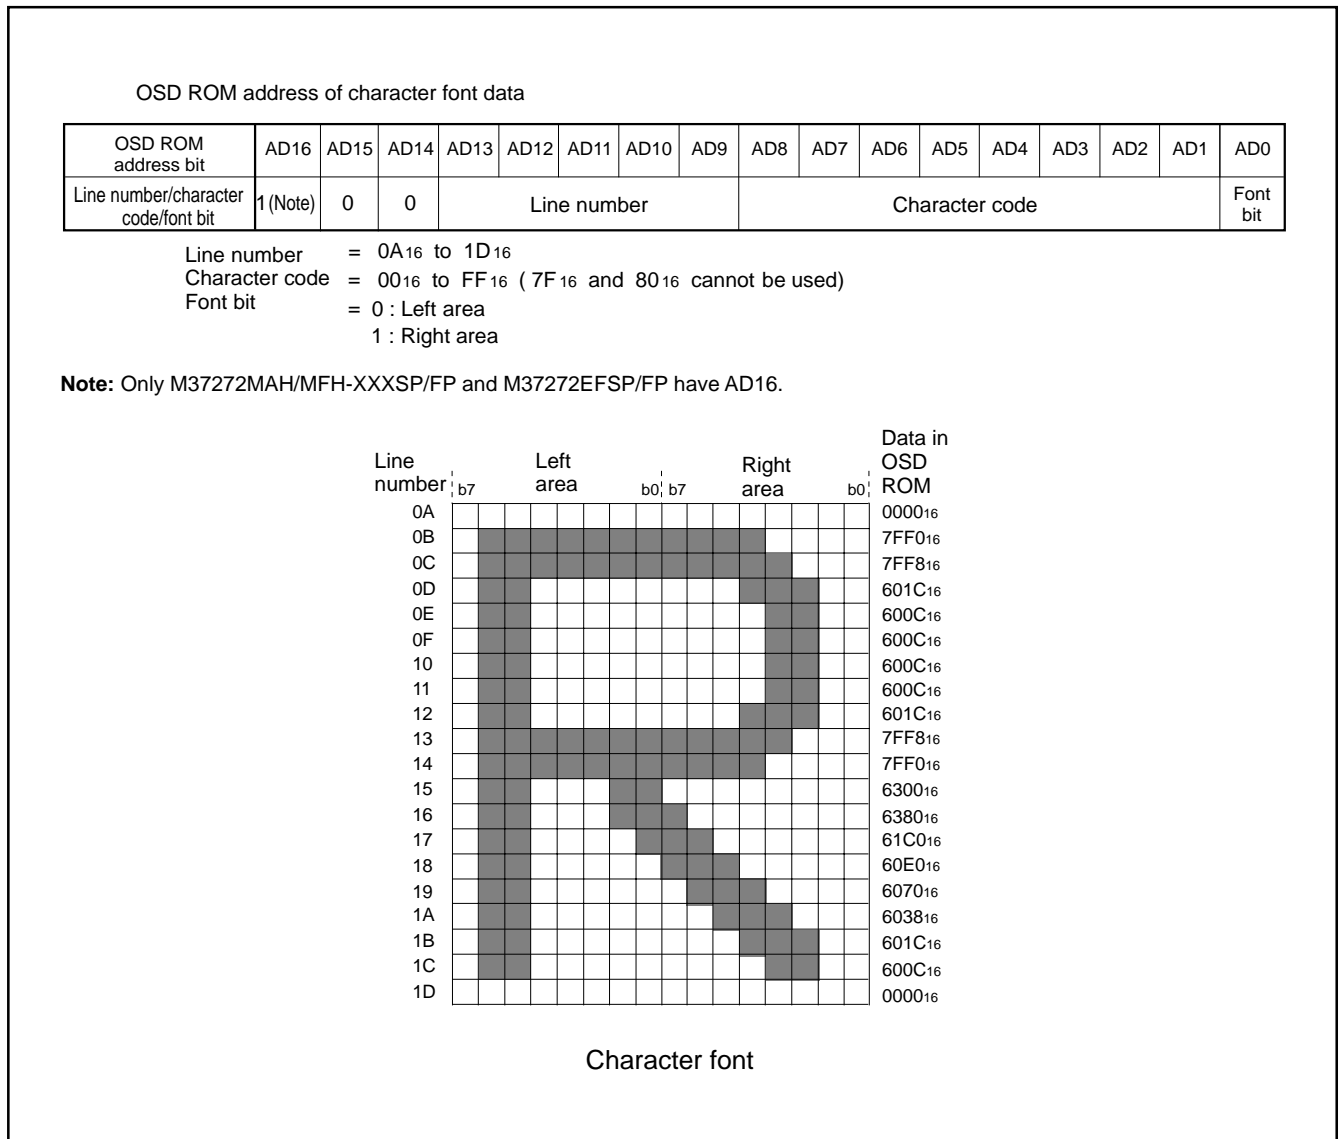 OSD ROM address of character font data
OSD ROM address bit AD16 AD15 AD14 AD13 AD12 AD11 AD10 AD9 AD8 AD7 AD6 AD5 AD4 AD3 AD2 AD1 AD0
Line number/character code/font bit 1(Note) 0 0 Line number Character code Font bit
Line number = 0A16 to 1D16
Character code = 0016 to FF16 ( 7F16 and 8016 cannot be used)
Font bit = 0 : Left area
1 : Right area
Note: Only M37272MAH/MFH-XXXSP/FP and M37272EFSP/FP have AD16.
Line number Left area Right area Data in OSD ROM
b7 b0 b7 b0
0A 000016
0B 7FF016
0C 7FF816
0D 601C16
0E 600C16
0F 600C16
10 600C16
11 600C16
12 601C16
13 7FF816
14 7FF016
15 630016
16 638016
17 61C016
18 60E016
19 607016
1A 603816
1B 601C16
1C 600C16
1D 000016
Character font